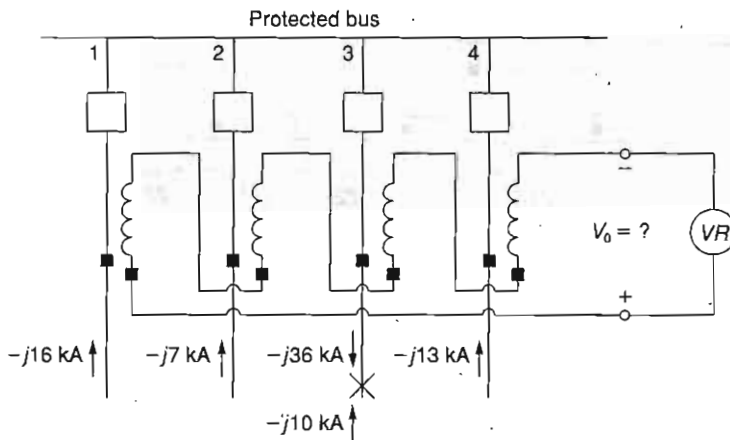 Protected bus
1 2 3 4
−
V₀ = ? VR
+
−j16 kA −j7 kA −j36 kA −j13 kA
−j10 kA